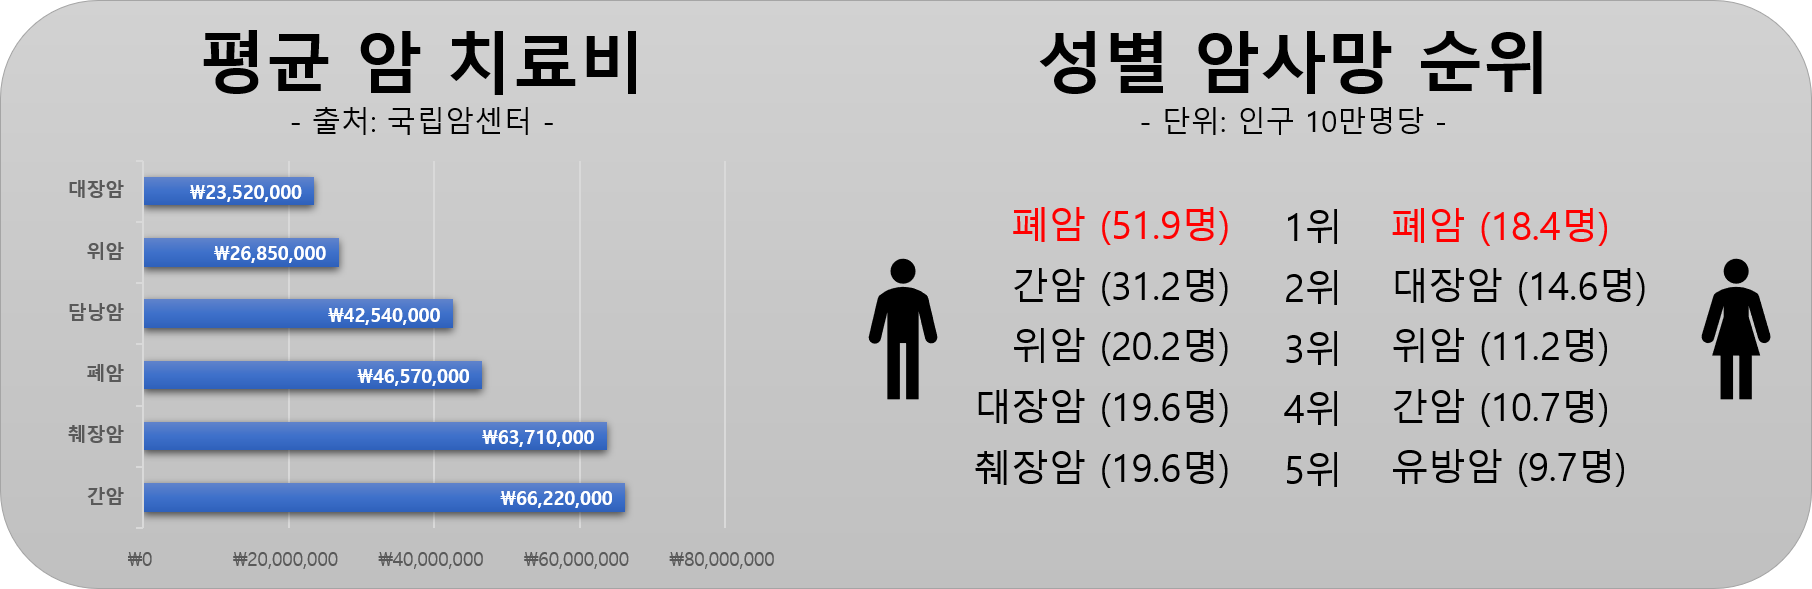 평균 암 치료비
- 출처: 국립암센터 -
대장암 ₩23,520,000
위암 ₩26,850,000
담낭암 ₩42,540,000
폐암 ₩46,570,000
췌장암 ₩63,710,000
간암 ₩66,220,000
₩0 ₩20,000,000 ₩40,000,000 ₩60,000,000 ₩80,000,000
성별 암사망 순위
- 단위: 인구 10만명당 -
폐암 (51.9명) 1위 폐암 (18.4명)
간암 (31.2명) 2위 대장암 (14.6명)
위암 (20.2명) 3위 위암 (11.2명)
대장암 (19.6명) 4위 간암 (10.7명)
췌장암 (19.6명) 5위 유방암 (9.7명)